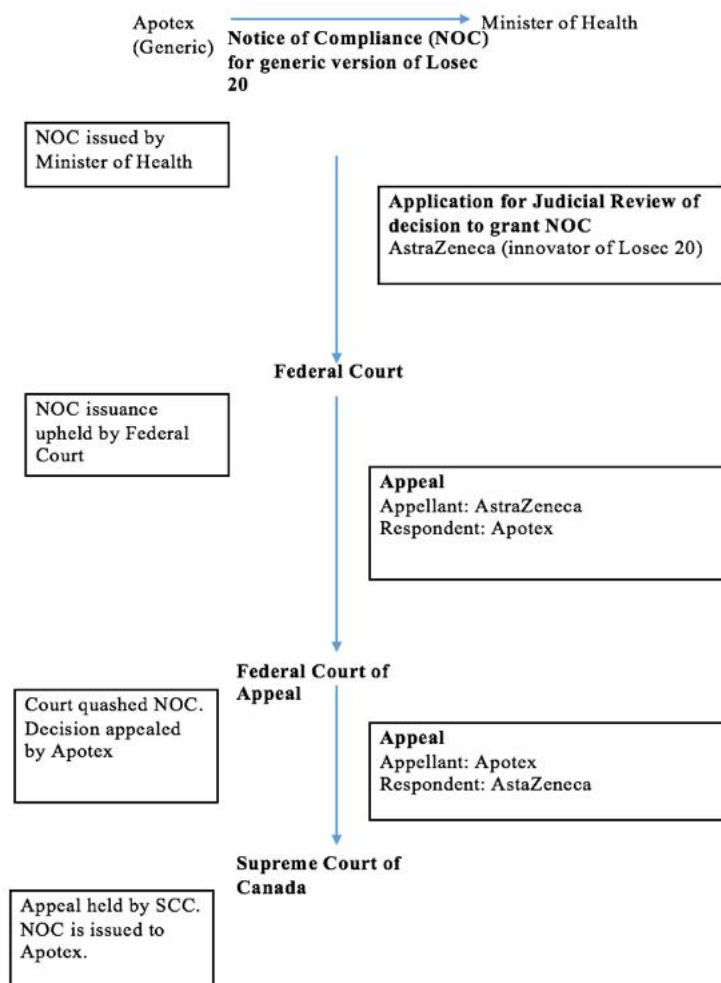 Apotex
(Generic)
Minister of Health
Notice of Compliance (NOC)
for generic version of Losec
20
NOC issued by
Minister of Health
Application for Judicial Review of
decision to grant NOC
AstraZeneca (innovator of Losec 20)
Federal Court
NOC issuance
upheld by Federal
Court
Appeal
Appellant: AstraZeneca
Respondent: Apotex
Federal Court of
Appeal
Court quashed NOC.
Decision appealed
by Apotex
Appeal
Appellant: Apotex
Respondent: AstaZeneca
Supreme Court of
Canada
Appeal held by SCC.
NOC is issued to
Apotex.